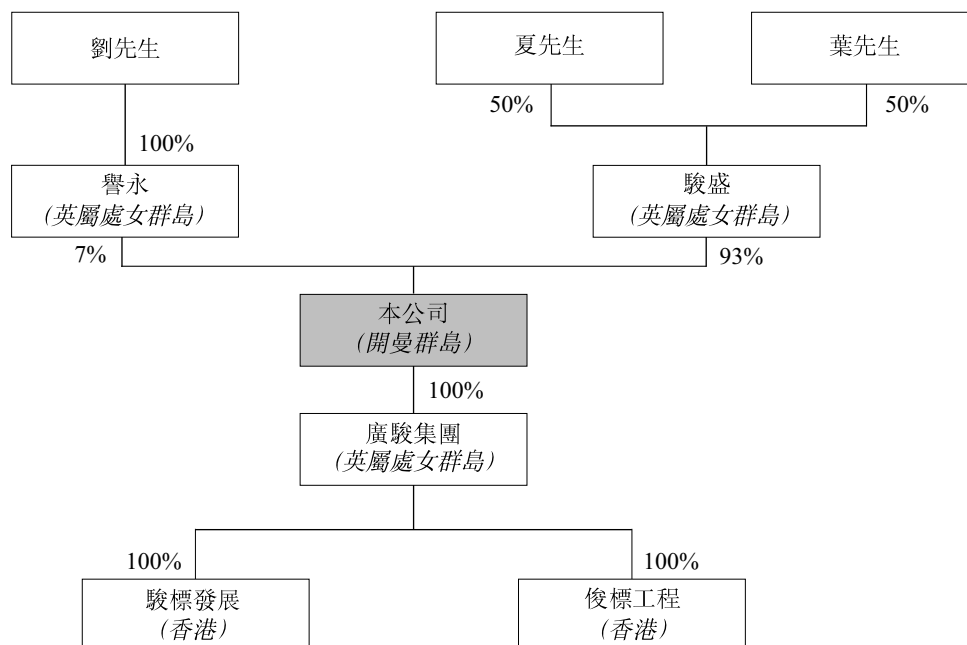 劉先生
夏先生
葉先生
50%
50%
100%
譽永
(英屬處女群島)
駿盛
(英屬處女群島)
7%
93%
本公司
(開曼群島)
100%
廣駿集團
(英屬處女群島)
100%
100%
駿標發展
(香港)
俊標工程
(香港)